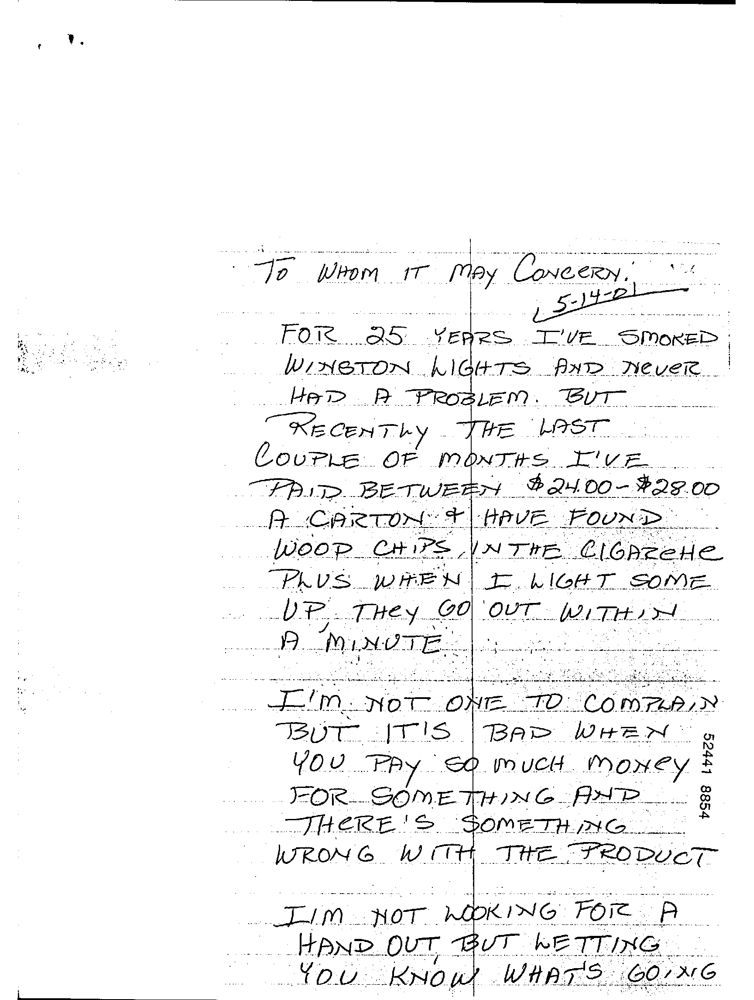 To WHOM IT MAY CONCERN:
5-14-01
FOR 25 YEARS I'VE SMOKED
WINSTON LIGHTS AND NEVER
HAD A PROBLEM. BUT
RECENTLY THE LAST
COUPLE OF MONTHS I'VE
PAID BETWEEN $24.00-$28.00
A CARTON & HAVE FOUND
WOOD CHIPS, IN THE CIGARETTE
PLUS WHEN I LIGHT SOME
UP, THEY GO OUT WITHIN
A MINUTE
I'M NOT ONE TO COMPLAIN
BUT IT'S BAD WHEN
YOU PAY SO MUCH MONEY
FOR SOMETHING AND
THERE'S SOMETHING
WRONG WITH THE PRODUCT
I'M NOT LOOKING FOR A
HAND OUT, BUT LETTING
YOU KNOW WHAT'S GOING
52441 8854